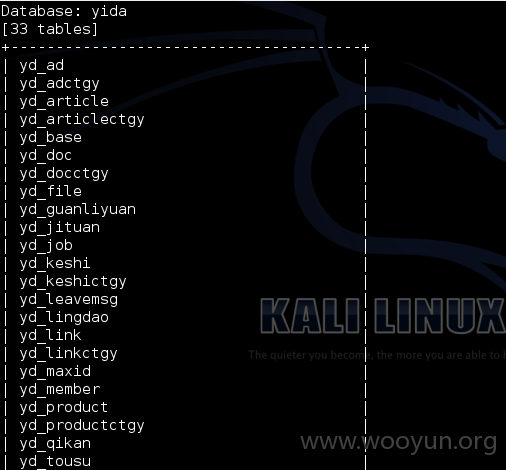 Database: yida
[33 tables]
+---------------------------------------+
| yd_ad |
| yd_adctgy |
| yd_article |
| yd_articlectgy |
| yd_base |
| yd_doc |
| yd_docctgy |
| yd_file |
| yd_guanliyuan |
| yd_jituan |
| yd_job |
| yd_keshi |
| yd_keshictgy |
| yd_leavemsg |
| yd_lingdao |
| yd_link |
| yd_linkctgy |
| yd_maxid |
| yd_member |
| yd_product |
| yd_productctgy |
| yd_qikan |
| yd_tousu |
KALI LINUX
The quieter you become, the more you are able to
www.wooyun.org